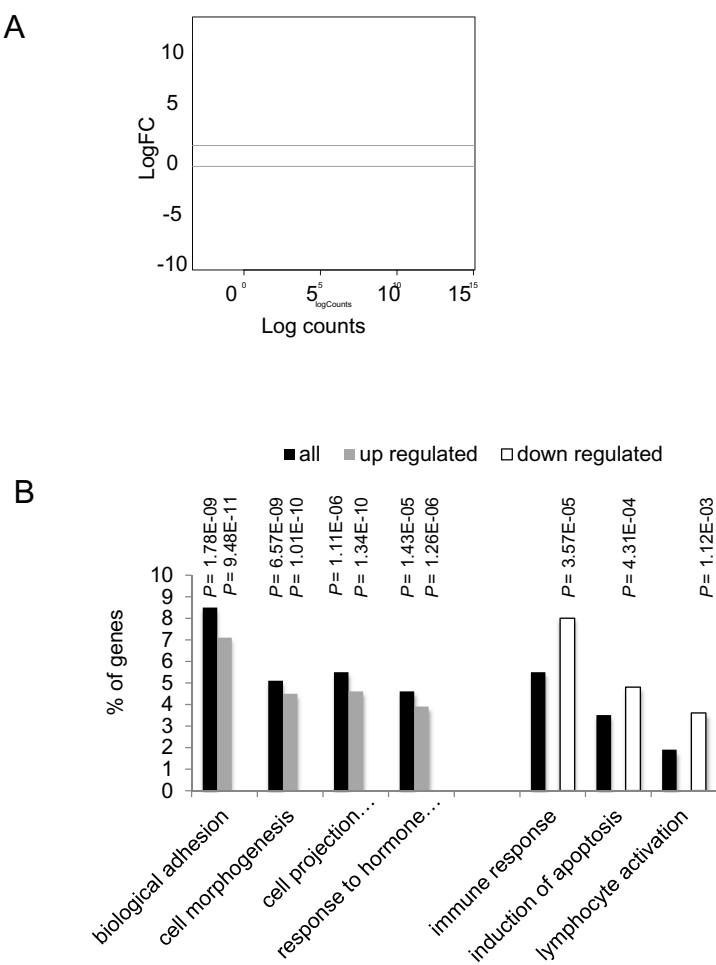 A
LogFC
10
5
0
-5
-10
0 0
5 5
10 10
15 15
logCounts
Log counts
all up regulated down regulated
B
P= 1.78E-09
P= 9.48E-11
P= 6.57E-09
P= 1.01E-10
P= 1.11E-06
P= 1.34E-10
P= 1.43E-05
P= 1.26E-06
P= 3.57E-05
P= 4.31E-04
P= 1.12E-03
% of genes
10
9
8
7
6
5
4
3
2
1
0
biological adhesion
cell morphogenesis
cell projection…
response to hormone…
immune response
induction of apoptosis
lymphocyte activation